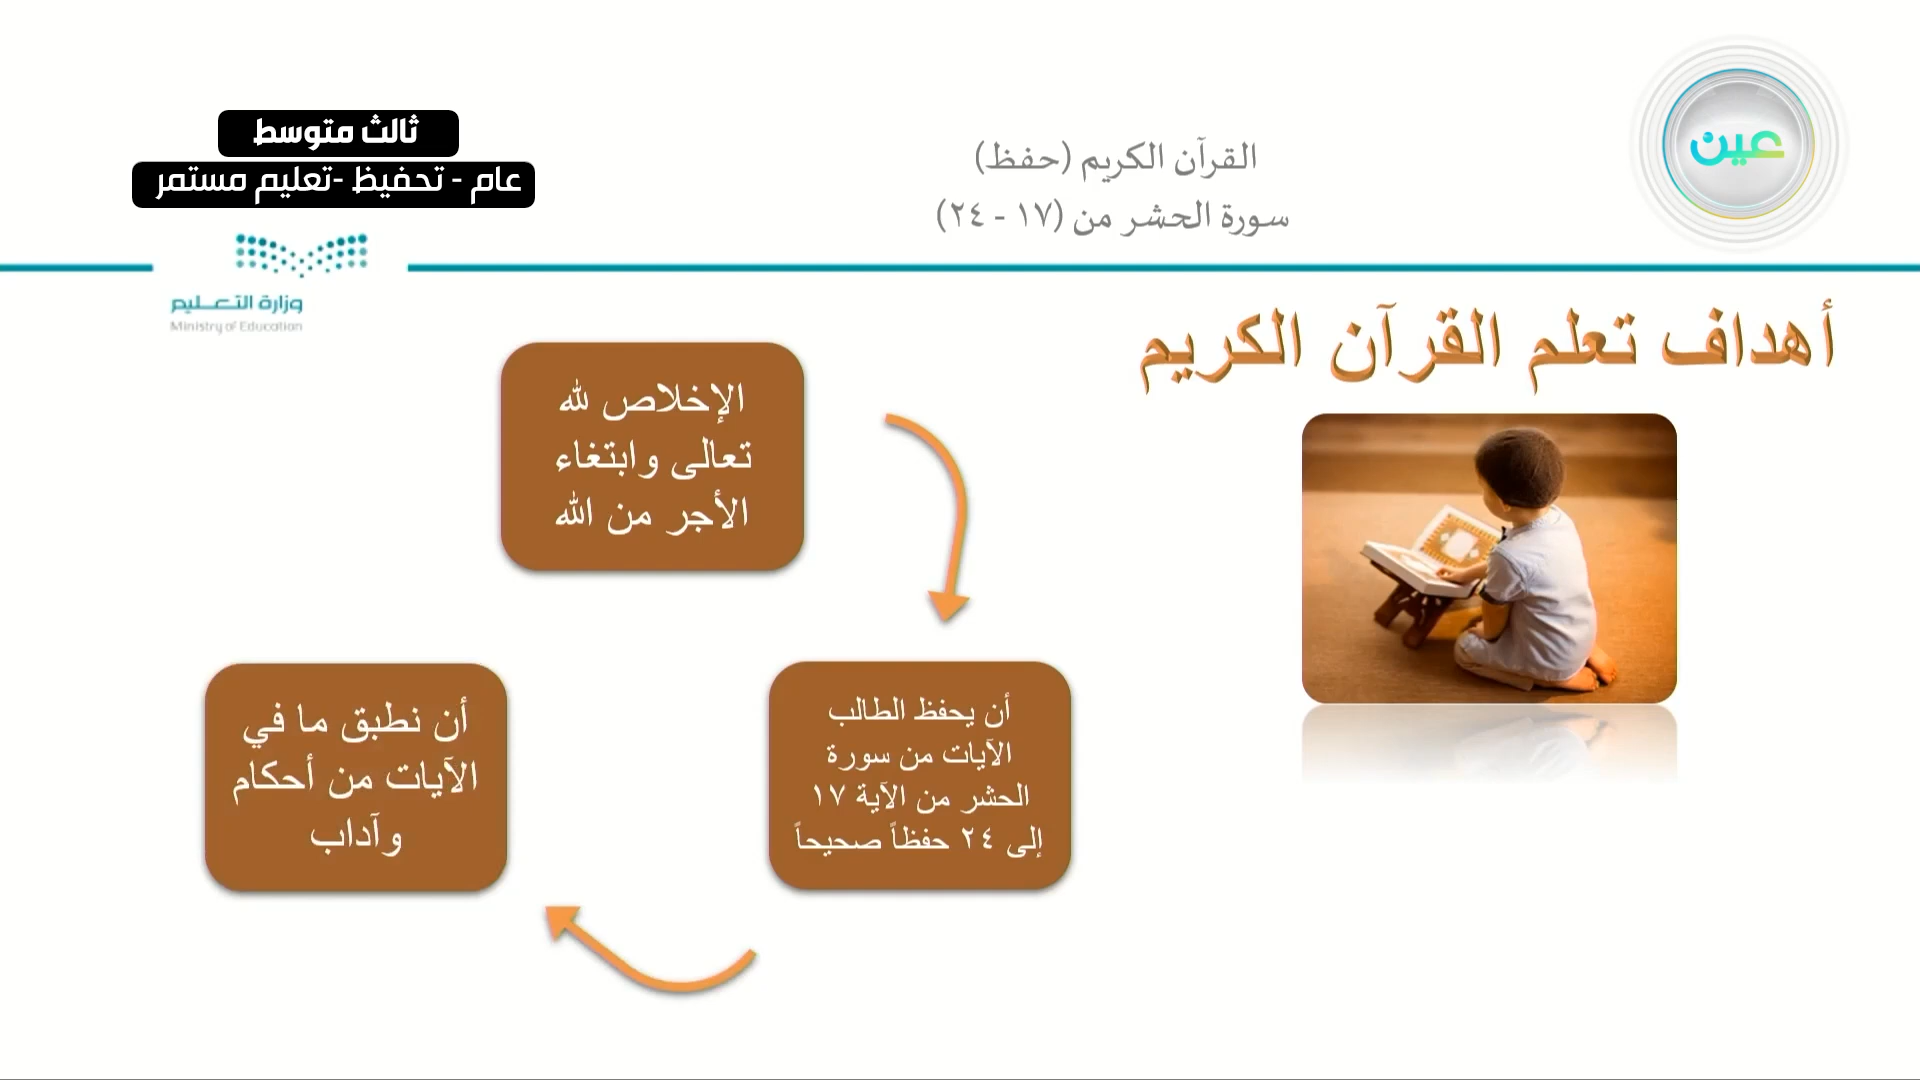 ثالث متوسط
عام - تحفيظ -تعليم مستمر
القرآن الكريم (حفظ)
سورة الحشر من (١٧ - ٢٤)
عين
وزارة التعليم
Ministry of Education
أهداف تعلم القرآن الكريم
الإخلاص لله
تعالى وابتغاء
الأجر من الله
أن يحفظ الطالب
الآيات من سورة
الحشر من الآية ١٧
إلى ٢٤ حفظاً صحيحاً
أن نطبق ما في
الآيات من أحكام
وآداب